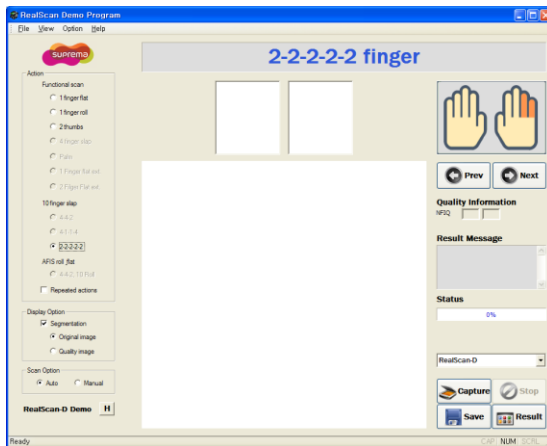 RealScan Demo Program
File View Option Help
suprema
2-2-2-2-2 finger
Action
Functional scan
1 finger flat
1 finger roll
2 thumbs
4 finger slap
Palm
1 Finger flat ext.
2 Finger Flat ext.
10 finger slap
4-4-2
4-1-1-4
2-2-2-2-2
AFIS roll_flat
4-4-2, 10 Roll
Repeated actions
Display Option
Segmentation
Original image
Quality image
Scan Option
Auto Manual
RealScan-D Demo H
Prev Next
Quality Information
NFIQ
Result Message
Status
0%
RealScan-D
Capture Stop
Save Result
Ready
CAP NUM SCRL